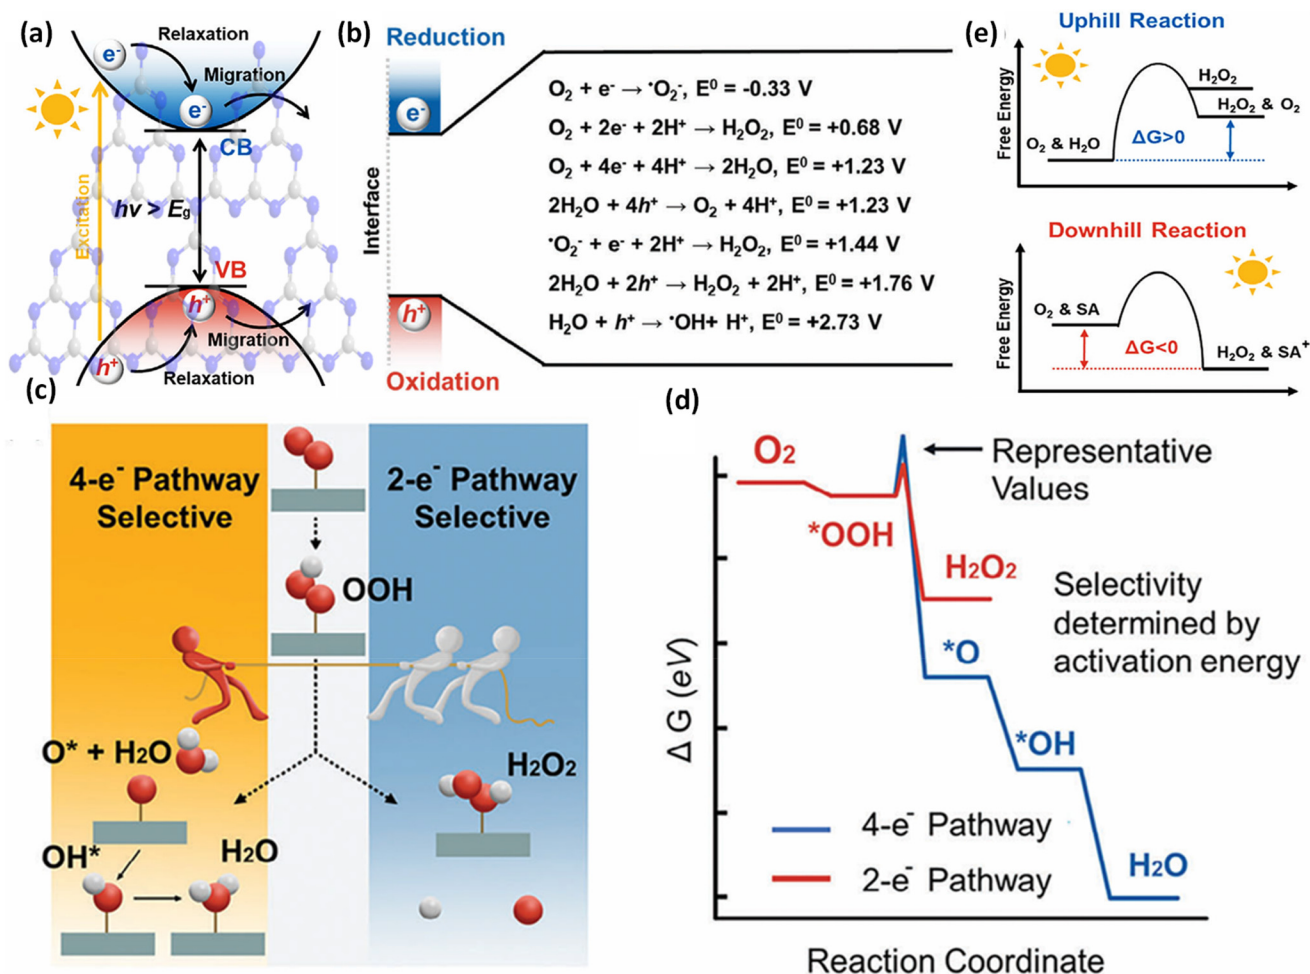 (a)
Relaxation
e⁻
Migration
e⁻
CB
Excitation
hν > Eg
VB
h⁺
Migration
h⁺
Relaxation
(b)
Reduction
Interface
e⁻
h⁺
Oxidation
O₂ + e⁻ → •O₂⁻, E⁰ = -0.33 V
O₂ + 2e⁻ + 2H⁺ → H₂O₂, E⁰ = +0.68 V
O₂ + 4e⁻ + 4H⁺ → 2H₂O, E⁰ = +1.23 V
2H₂O + 4h⁺ → O₂ + 4H⁺, E⁰ = +1.23 V
•O₂⁻ + e⁻ + 2H⁺ → H₂O₂, E⁰ = +1.44 V
2H₂O + 2h⁺ → H₂O₂ + 2H⁺, E⁰ = +1.76 V
H₂O + h⁺ → •OH+ H⁺, E⁰ = +2.73 V
(e)
Uphill Reaction
Free Energy
H₂O₂
H₂O₂ & O₂
O₂ & H₂O
ΔG>0
Downhill Reaction
Free Energy
O₂ & SA
ΔG<0
H₂O₂ & SA⁺
(c)
4-e⁻ Pathway
Selective
2-e⁻ Pathway
Selective
OOH
O* + H₂O
H₂O₂
OH*
H₂O
(d)
O₂
Representative
Values
*OOH
H₂O₂
Selectivity
determined by
activation energy
*O
*OH
ΔG (eV)
4-e⁻ Pathway
2-e⁻ Pathway
H₂O
Reaction Coordinate